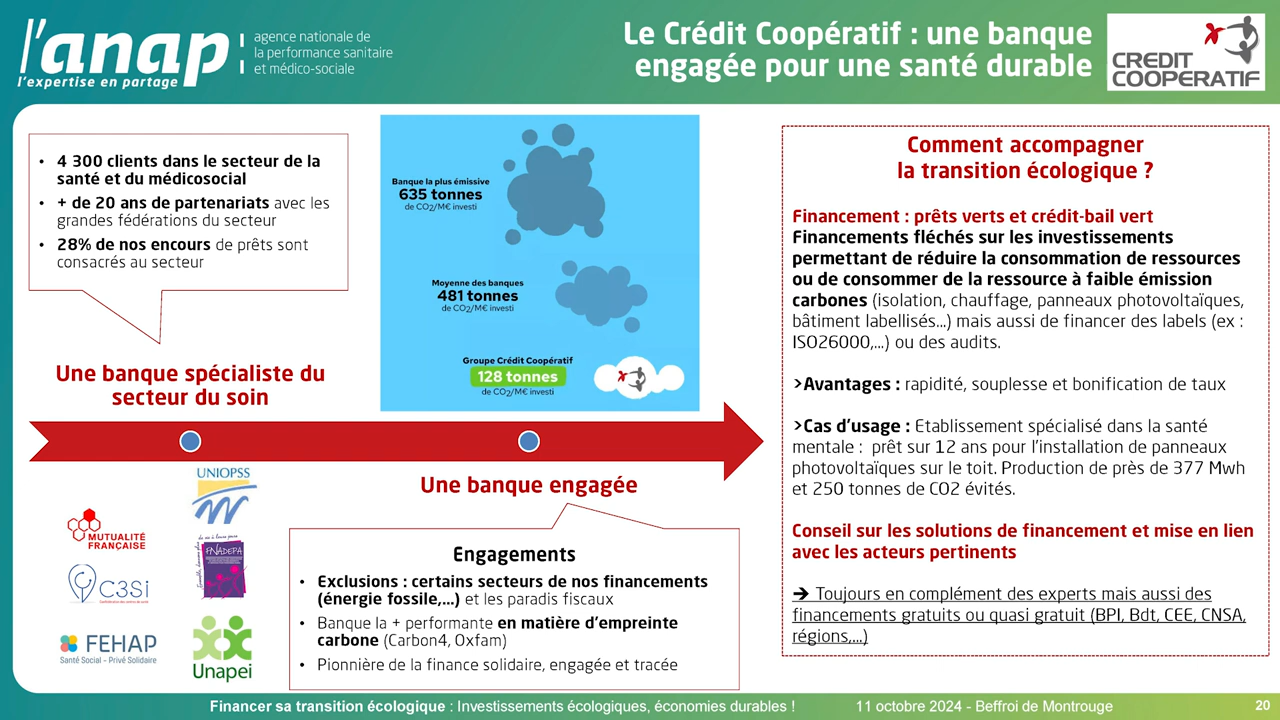 l'anap
l'expertise en partage
agence nationale de
la performance sanitaire
et médico-sociale
Le Crédit Coopératif : une banque
engagée pour une santé durable
CREDIT
COOPERATIF
• 4 300 clients dans le secteur de la
santé et du médicosocial
• + de 20 ans de partenariats avec les
grandes fédérations du secteur
• 28% de nos encours de prêts sont
consacrés au secteur
Une banque spécialiste du
secteur du soin
Banque la plus émissive
635 tonnes
de CO2/M€ investi
Moyenne des banques
481 tonnes
de CO2/M€ investi
Groupe Crédit Coopératif
128 tonnes
de CO2/M€ investi
UNIOPSS
MUTUALITÉ
FRANÇAISE
FNADEPA
C3Si
FEHAP
Santé Social – Privé Solidaire
Unapei
Une banque engagée
Engagements
• Exclusions : certains secteurs de nos financements
(énergie fossile,...) et les paradis fiscaux
• Banque la + performante en matière d'empreinte
carbone (Carbon4, Oxfam)
• Pionnière de la finance solidaire, engagée et tracée
Comment accompagner
la transition écologique ?
Financement : prêts verts et crédit-bail vert
Financements fléchés sur les investissements
permettant de réduire la consommation de ressources
ou de consommer de la ressource à faible émission
carbones (isolation, chauffage, panneaux photovoltaïques,
bâtiment labellisés...) mais aussi de financer des labels (ex :
ISO26000,...) ou des audits.
>Avantages : rapidité, souplesse et bonification de taux
>Cas d'usage : Etablissement spécialisé dans la santé
mentale : prêt sur 12 ans pour l'installation de panneaux
photovoltaïques sur le toit. Production de près de 377 Mwh
et 250 tonnes de CO2 évités.
Conseil sur les solutions de financement et mise en lien
avec les acteurs pertinents
➔ Toujours en complément des experts mais aussi des
financements gratuits ou quasi gratuit (BPI, Bdt, CEE, CNSA,
régions,...)
Financer sa transition écologique : Investissements écologiques, économies durables !
11 octobre 2024 - Beffroi de Montrouge
20